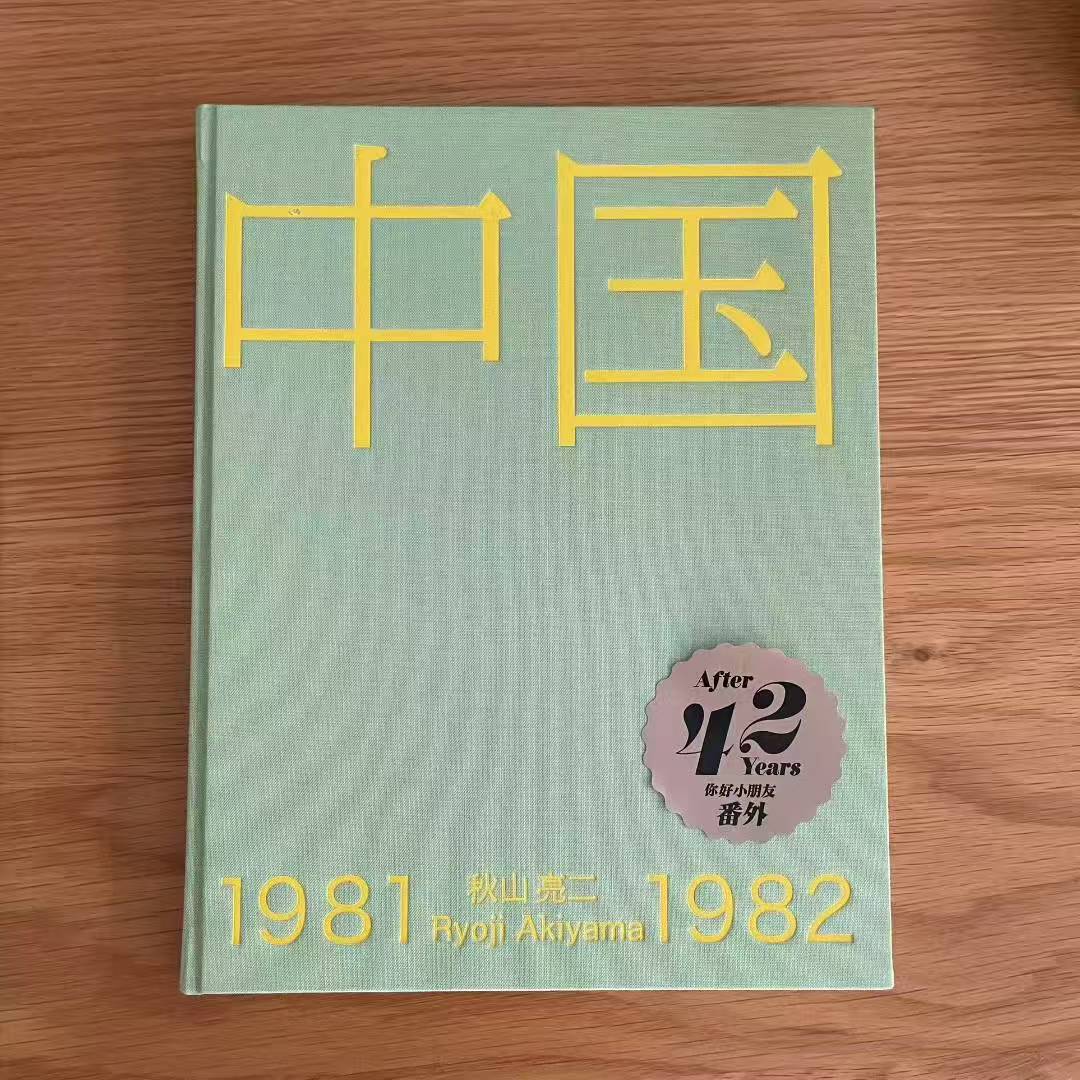 中国
After
42
Years
你好小朋友
番外
1981 秋山 亮二 1982
Ryoji Akiyama